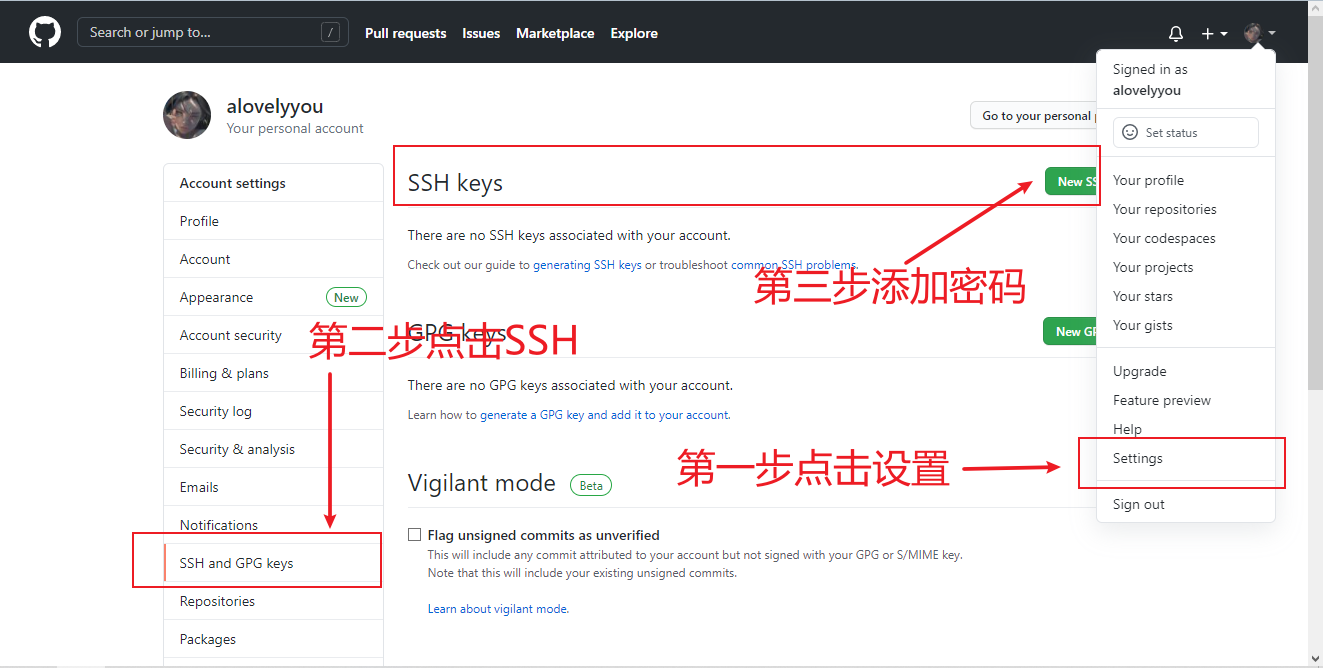 Search or jump to...
/
Pull requests
Issues
Marketplace
Explore
alovelyyou
Your personal account
Go to your personal
Account settings
Profile
Account
Appearance
New
Account security
Billing & plans
Security log
Security & analysis
Emails
Notifications
SSH and GPG keys
Repositories
Packages
SSH keys
New SS
There are no SSH keys associated with your account.
Check out our guide to generating SSH keys or troubleshoot common SSH problems.
第三步添加密码
GPG keys
New GP
第二步点击SSH
There are no GPG keys associated with your account.
Learn how to generate a GPG key and add it to your account.
第一步点击设置
Vigilant mode
Beta
Flag unsigned commits as unverified
This will include any commit attributed to your account but not signed with your GPG or S/MIME key.
Note that this will include your existing unsigned commits.
Learn about vigilant mode.
Signed in as
alovelyyou
Set status
Your profile
Your repositories
Your codespaces
Your projects
Your stars
Your gists
Upgrade
Feature preview
Help
Settings
Sign out